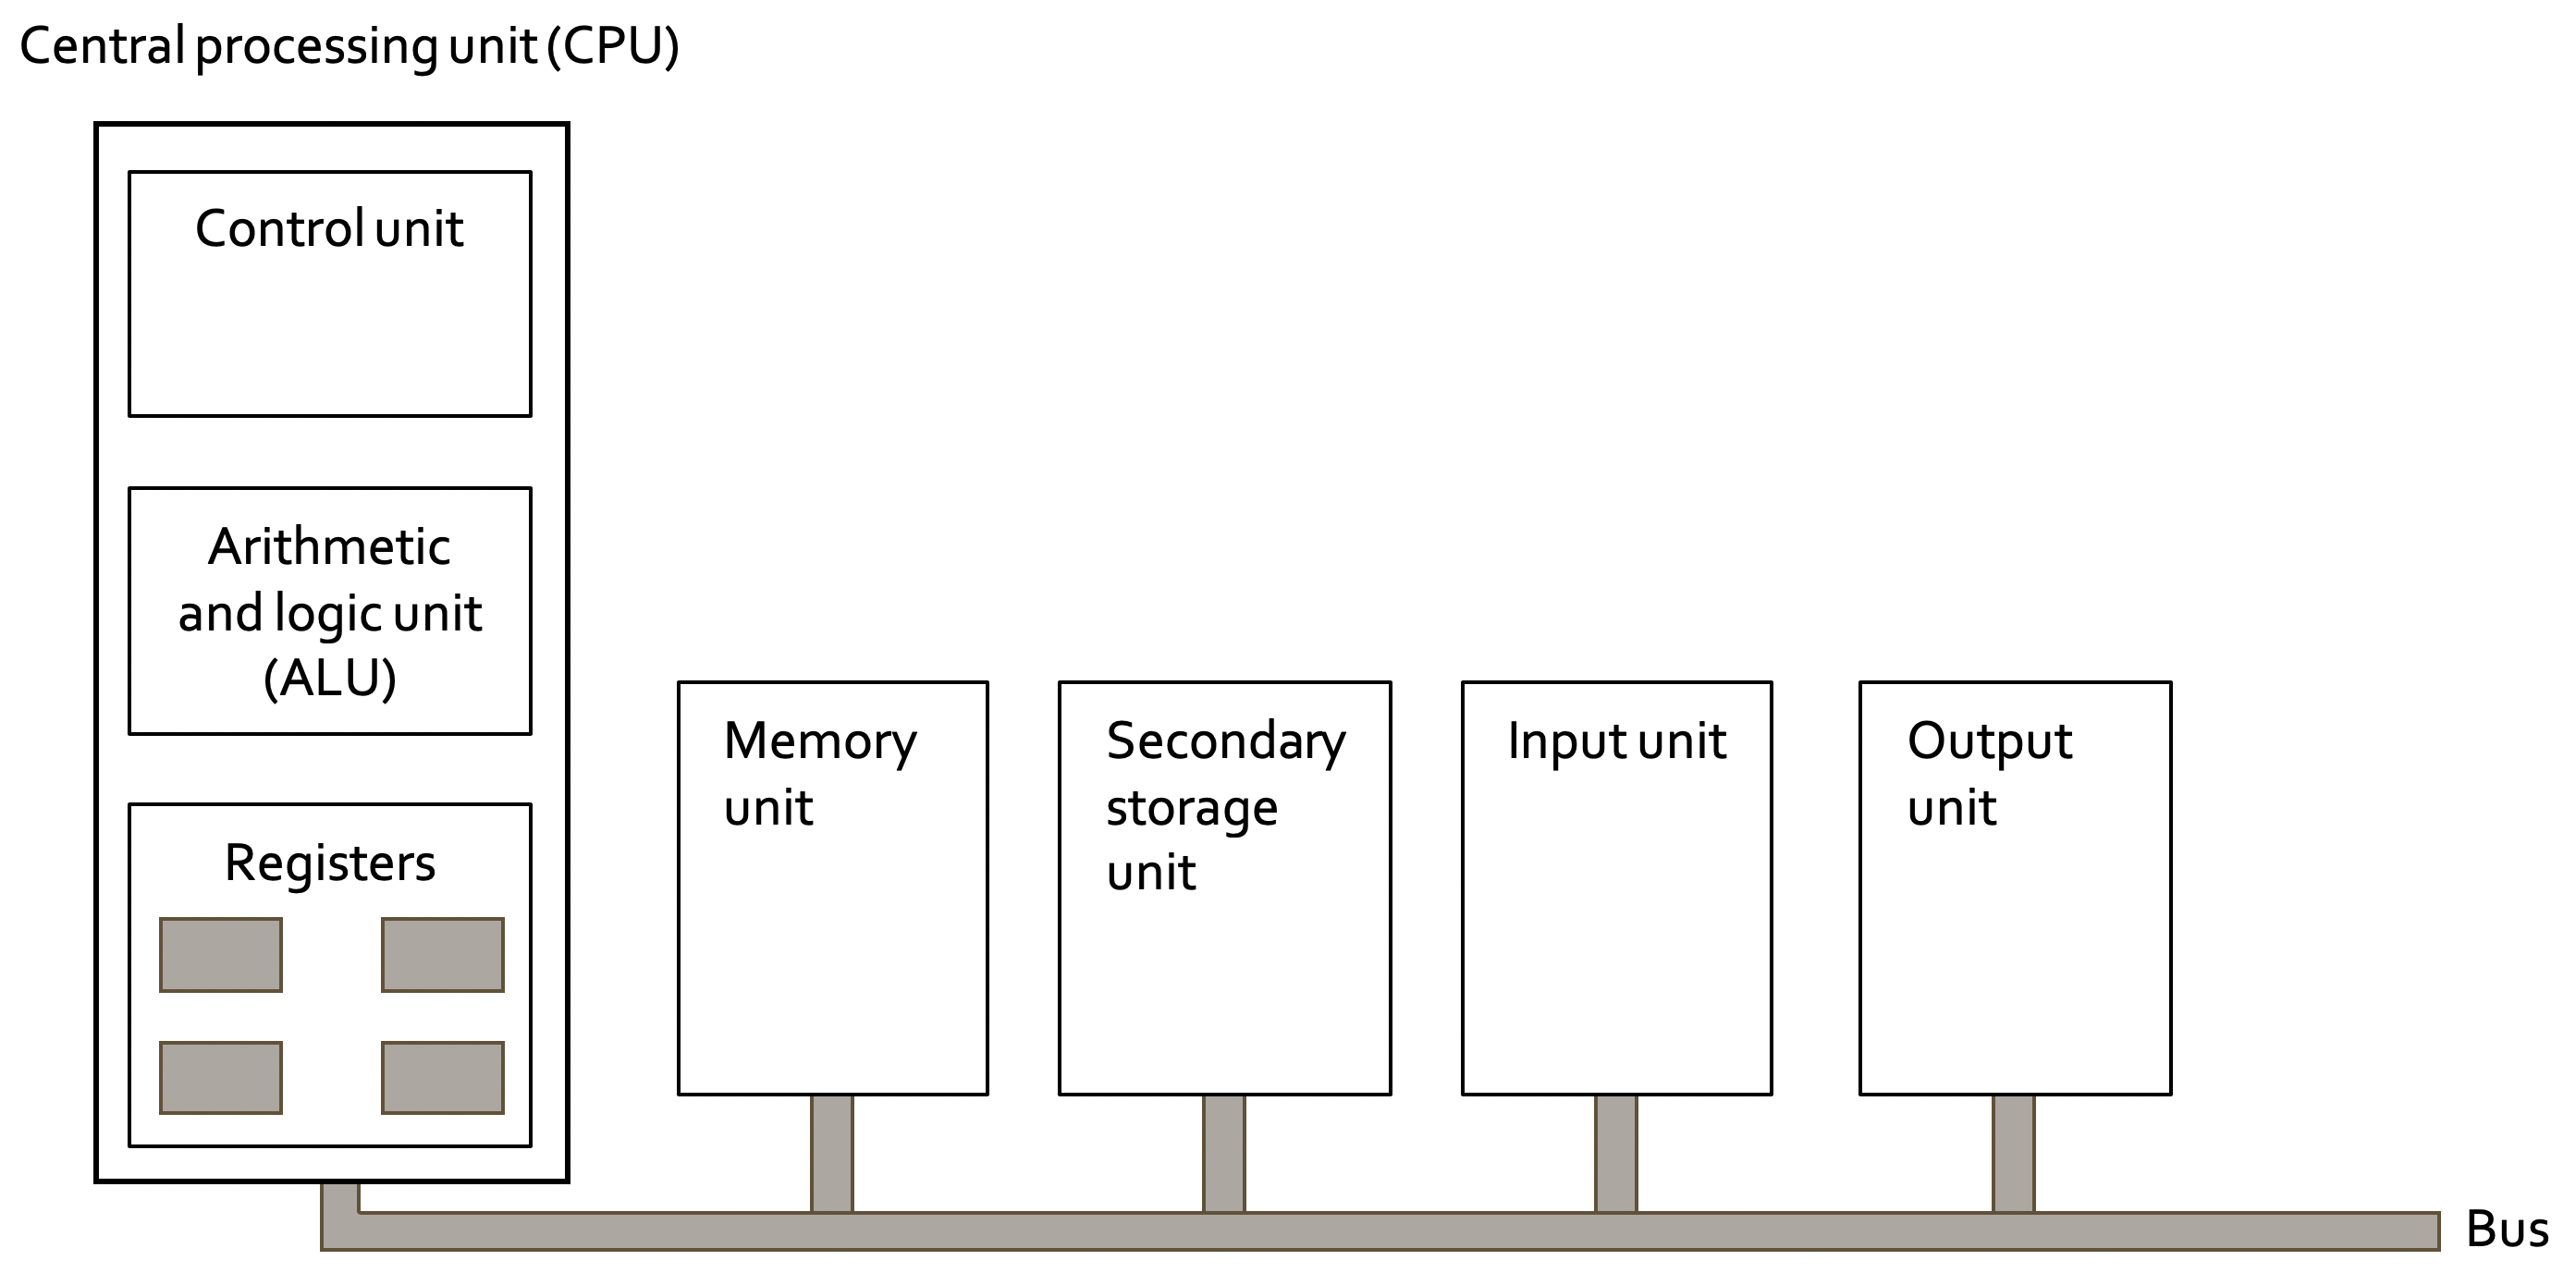 Central processing unit (CPU)
Control unit
Arithmetic
and logic unit
(ALU)
Registers
Memory
unit
Secondary
storage
unit
Input unit
Output
unit
Bus